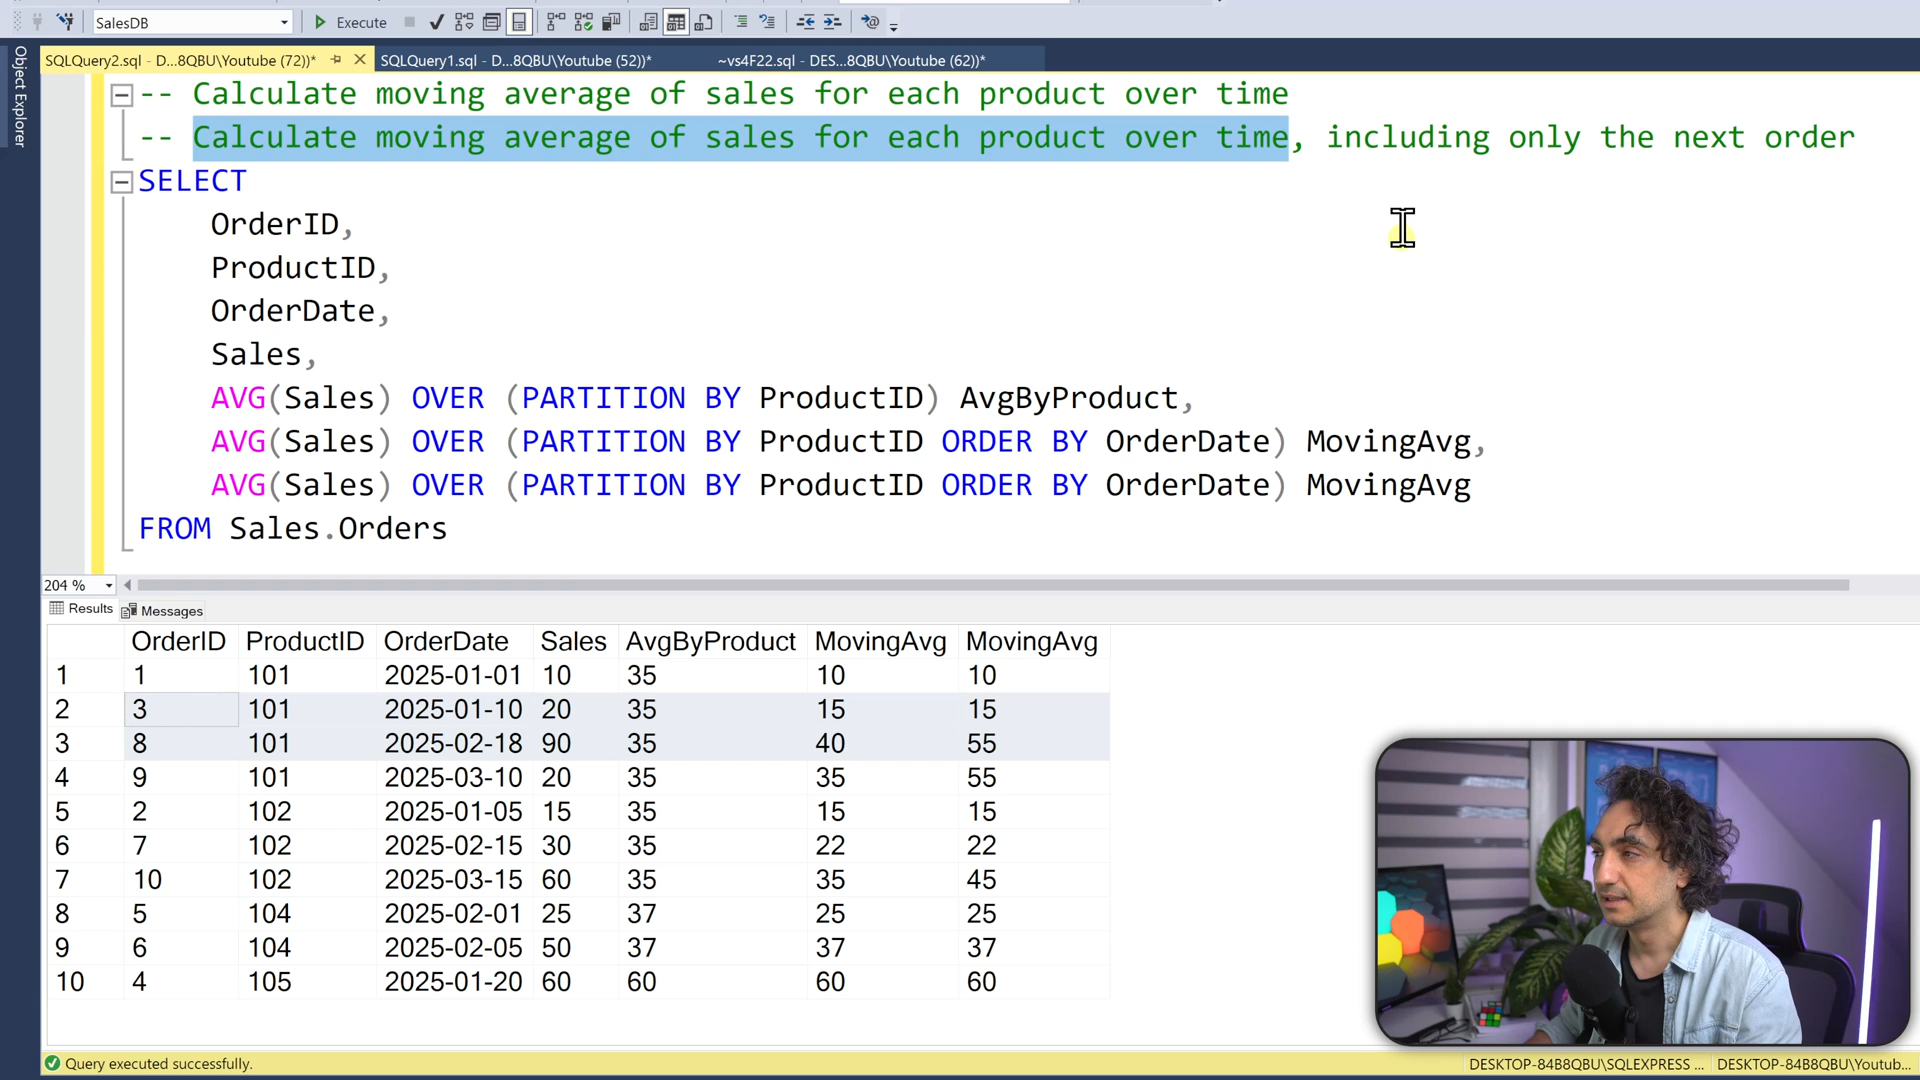 SalesDB
Execute
Object Explorer
SQLQuery2.sql - D...8QBU\Youtube (72))*
SQLQuery1.sql - D...8QBU\Youtube (52))*
~vs4F22.sql - DES...8QBU\Youtube (62))*
-- Calculate moving average of sales for each product over time
-- Calculate moving average of sales for each product over time, including only the next order
SELECT
OrderID,
ProductID,
OrderDate,
Sales,
AVG(Sales) OVER (PARTITION BY ProductID) AvgByProduct,
AVG(Sales) OVER (PARTITION BY ProductID ORDER BY OrderDate) MovingAvg,
AVG(Sales) OVER (PARTITION BY ProductID ORDER BY OrderDate) MovingAvg
FROM Sales.Orders
204 %
Results Messages
OrderID ProductID OrderDate Sales AvgByProduct MovingAvg MovingAvg
1 1 101 2025-01-01 10 35 10 10
2 3 101 2025-01-10 20 35 15 15
3 8 101 2025-02-18 90 35 40 55
4 9 101 2025-03-10 20 35 35 55
5 2 102 2025-01-05 15 35 15 15
6 7 102 2025-02-15 30 35 22 22
7 10 102 2025-03-15 60 35 35 45
8 5 104 2025-02-01 25 37 25 25
9 6 104 2025-02-05 50 37 37 37
10 4 105 2025-01-20 60 60 60 60
Query executed successfully.
DESKTOP-84B8QBU\SQLEXPRESS ...
DESKTOP-84B8QBU\Youtub...